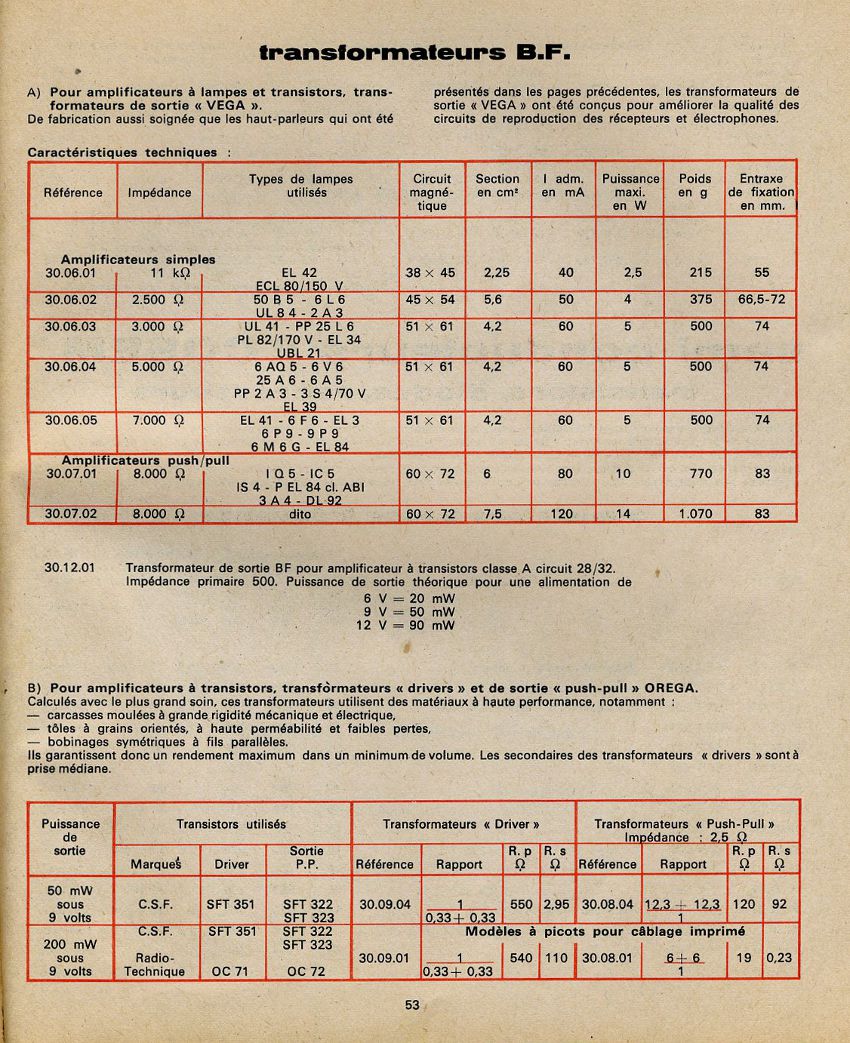 transformateurs B.F.
A) Pour amplificateurs à lampes et transistors, trans-
formateurs de sortie « VEGA ».
De fabrication aussi soignée que les haut-parleurs qui ont été
présentés dans les pages précédentes, les transformateurs de
sortie « VEGA » ont été conçus pour améliorer la qualité des
circuits de reproduction des récepteurs et électrophones.
Caractéristiques techniques :
Référence Impédance Types de lampes utilisés Circuit magné-tique Section en cm² I adm. en mA Puissance maxi. en W Poids en g Entraxe de fixation en mm.
Amplificateurs simples
30.06.01 11 kΩ EL 42 38 × 45 2,25 40 2,5 215 55
ECL 80/150 V
30.06.02 2.500 Ω 50 B 5 - 6 L 6 45 × 54 5,6 50 4 375 66,5-72
UL 8 4 - 2 A 3
30.06.03 3.000 Ω UL 41 - PP 25 L 6 51 × 61 4,2 60 5 500 74
PL 82/170 V - EL 34
UBL 21
30.06.04 5.000 Ω 6 AQ 5 - 6 V 6 51 × 61 4,2 60 5 500 74
25 A 6 - 6 A 5
PP 2 A 3 - 3 S 4/70 V
EL 39
30.06.05 7.000 Ω EL 41 - 6 F 6 - EL 3 51 × 61 4,2 60 5 500 74
6 P 9 - 9 P 9
6 M 6 G - EL 84
Amplificateurs push/pull
30.07.01 8.000 Ω I Q 5 - IC 5 60 × 72 6 80 10 770 83
IS 4 - P EL 84 cl. ABI
3 A 4 - DL 92
30.07.02 8.000 Ω dito 60 × 72 7,5 120 14 1.070 83
30.12.01 Transformateur de sortie BF pour amplificateur à transistors classe A circuit 28/32.
Impédance primaire 500. Puissance de sortie théorique pour une alimentation de
6 V = 20 mW
9 V = 50 mW
12 V = 90 mW
B) Pour amplificateurs à transistors, transformateurs « drivers » et de sortie « push-pull » OREGA.
Calculés avec le plus grand soin, ces transformateurs utilisent des matériaux à haute performance, notamment :
— carcasses moulées à grande rigidité mécanique et électrique,
— tôles à grains orientés, à haute perméabilité et faibles pertes,
— bobinages symétriques à fils parallèles.
Ils garantissent donc un rendement maximum dans un minimum de volume. Les secondaires des transformateurs « drivers » sont à
prise médiane.
Puissance de sortie Transistors utilisés Transformateurs « Driver » Transformateurs « Push-Pull »
Impédance : 2,5 Ω
Marques Driver Sortie P.P. Référence Rapport R. p Ω R. s Ω Référence Rapport R. p Ω R. s Ω
50 mW
sous C.S.F. SFT 351 SFT 322 30.09.04 1 550 2,95 30.08.04 12,3 + 12,3 120 92
9 volts SFT 323 0,33 + 0,33 1
C.S.F. SFT 351 SFT 322 Modèles à picots pour câblage imprimé
200 mW SFT 323
sous Radio- 30.09.01 1 540 110 30.08.01 6 + 6 19 0,23
9 volts Technique OC 71 OC 72 0,33 + 0,33 1
53